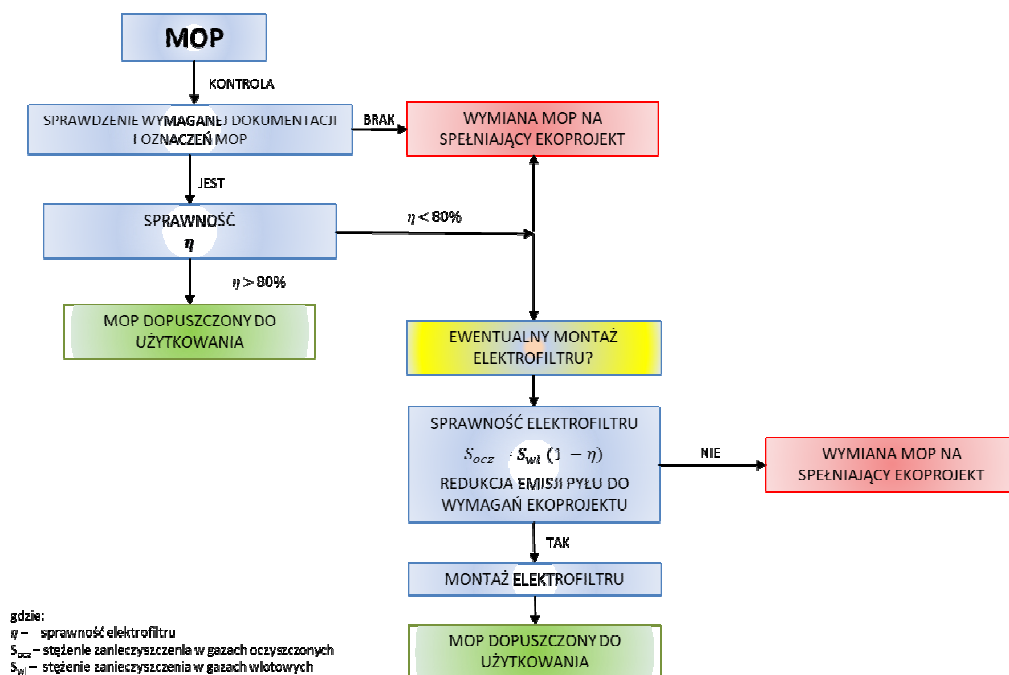 MOP
KONTROLA
SPRAWDZENIE WYMAGANEJ DOKUMENTACJI
I OZNACZEŃ MOP
BRAK
WYMIANA MOP NA
SPEŁNIAJĄCY EKOPROJEKT
JEST
SPRAWNOŚĆ
η
η < 80%
η > 80%
MOP DOPUSZCZONY DO
UŻYTKOWANIA
EWENTUALNY MONTAŻ
ELEKTROFILTRU?
SPRAWNOŚĆ ELEKTROFILTRU
S_ocz - S_wł (1 − η)
REDUKCJA EMISJI PYŁU DO
WYMAGAŃ EKOPROJEKTU
NIE
WYMIANA MOP NA
SPEŁNIAJĄCY EKOPROJEKT
TAK
MONTAŻ ELEKTROFILTRU
MOP DOPUSZCZONY DO
UŻYTKOWANIA
gdzie:
η – sprawność elektrofiltru
S_ocz – stężenie zanieczyszczenia w gazach oczyszczonych
S_wł – stężenie zanieczyszczenia w gazach wlotowych